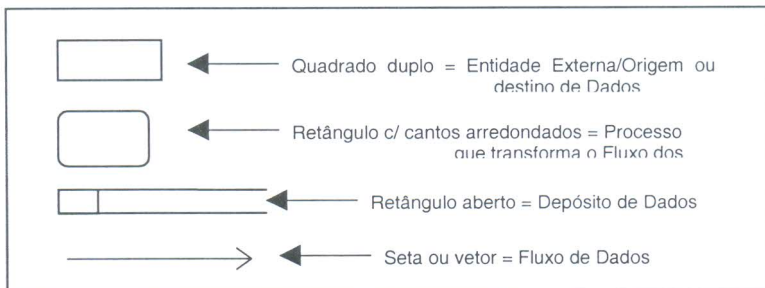 Quadrado duplo = Entidade Externa/Origem ou
destino de Dados
Retângulo c/ cantos arredondados = Processo
que transforma o Fluxo dos
Retângulo aberto = Depósito de Dados
Seta ou vetor = Fluxo de Dados